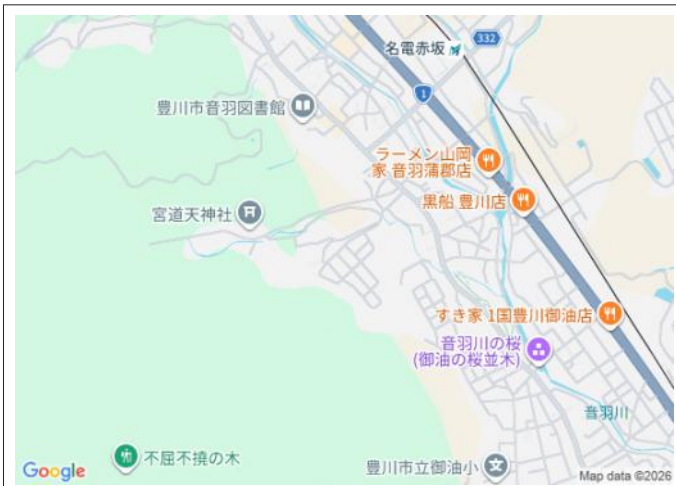 名電赤坂
332
1
豊川市音羽図書館
ラーメン山岡
家 音羽蒲郡店
黒船 豊川店
宮道天神社
すき家 1国豊川御油店
音羽川の桜
(御油の桜並木)
音羽川
不屈不撓の木
豊川市立御油小
Google
Map data ©2026